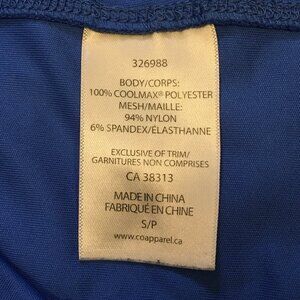 326988
BODY/CORPS:
100% COOLMAX® POLYESTER
MESH/MAILLE:
94% NYLON
6% SPANDEX/ÉLASTHANNE
EXCLUSIVE OF TRIM/
GARNITURES NON COMPRISES
CA 38313
MADE IN CHINA
FABRIQUÉ EN CHINE
S/P
www.coapparel.ca